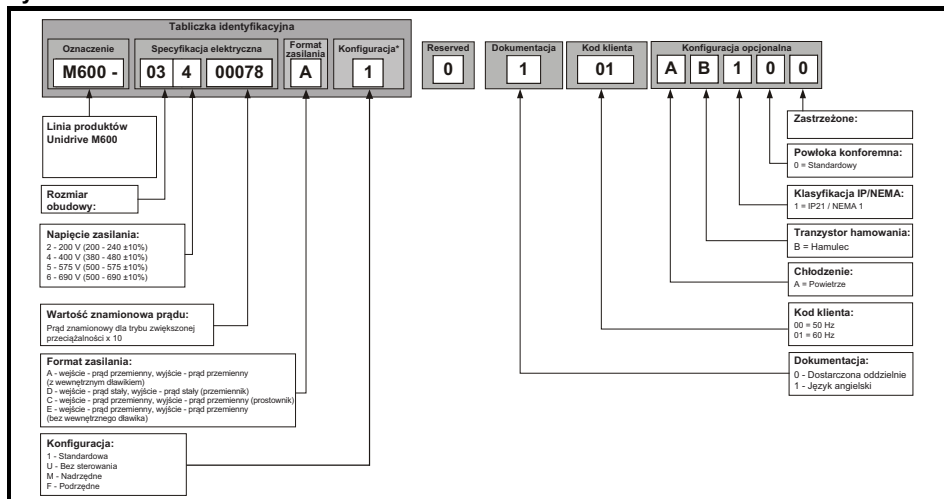 Tabliczka identyfikacyjna
Oznaczenie
Specyfikacja elektryczna
Format
zasilania
Konfiguracja*
Reserved
Dokumentacja
Kod klienta
Konfiguracja opcjonalna
M600 -
03 4 00078
A
1
0
1
01
A B 1 0 0
Linia produktów
Unidrive M600
Rozmiar
obudowy:
Napięcie zasilania:
2 - 200 V (200 - 240 ±10%)
4 - 400 V (380 - 480 ±10%)
5 - 575 V (500 - 575 ±10%)
6 - 690 V (500 - 690 ±10%)
Wartość znamionowa prądu:
Prąd znamionowy dla trybu zwiększonej
przeciążalności x 10
Format zasilania:
A - wejście - prąd przemienny, wyjście - prąd przemienny
(z wewnętrznym dławikiem)
D - wejście - prąd stały, wyjście - prąd stały (przemiennik)
C - wejście - prąd przemienny, wyjście - prąd przemienny (prostownik)
E - wejście - prąd przemienny, wyjście - prąd przemienny
(bez wewnętrznego dławika)
Konfiguracja:
1 - Standardowa
U - Bez sterowania
M - Nadrzędne
F - Podrzędne
Zastrzeżone:
Powłoka konforemna:
0 = Standardowy
Klasyfikacja IP/NEMA:
1 = IP21 / NEMA 1
Tranzystor hamowania:
B = Hamulec
Chłodzenie:
A = Powietrze
Kod klienta:
00 = 50 Hz
01 = 60 Hz
Dokumentacja:
0 - Dostarczona oddzielnie
1 - Język angielski